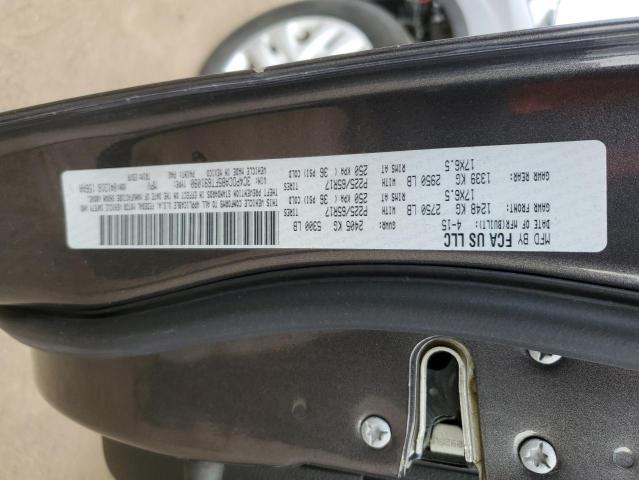 MFD BY FCA US LLC
DATE OF MFR(BUILT): 4-15 GVWR: 2405 KG 5300 LB
GAWR FRONT: 1248 KG 2750 LB TIRES P225/65R17
17X6.5 RIMS AT 250 KPA( 36 PSI) COLD
GAWR REAR: 1339 KG 2950 LB TIRES P225/65R17
17X6.5 RIMS AT 250 KPA( 36 PSI) COLD
THIS VEHICLE CONFORMS TO ALL APPLICABLE U.S.A. FEDERAL MOTOR VEHICLE SAFETY AND
THEFT PREVENTION STANDARDS IN EFFECT ON THE DATE OF MANUFACTURE SHOWN ABOVE.
VEHICLE MADE IN MEXICO